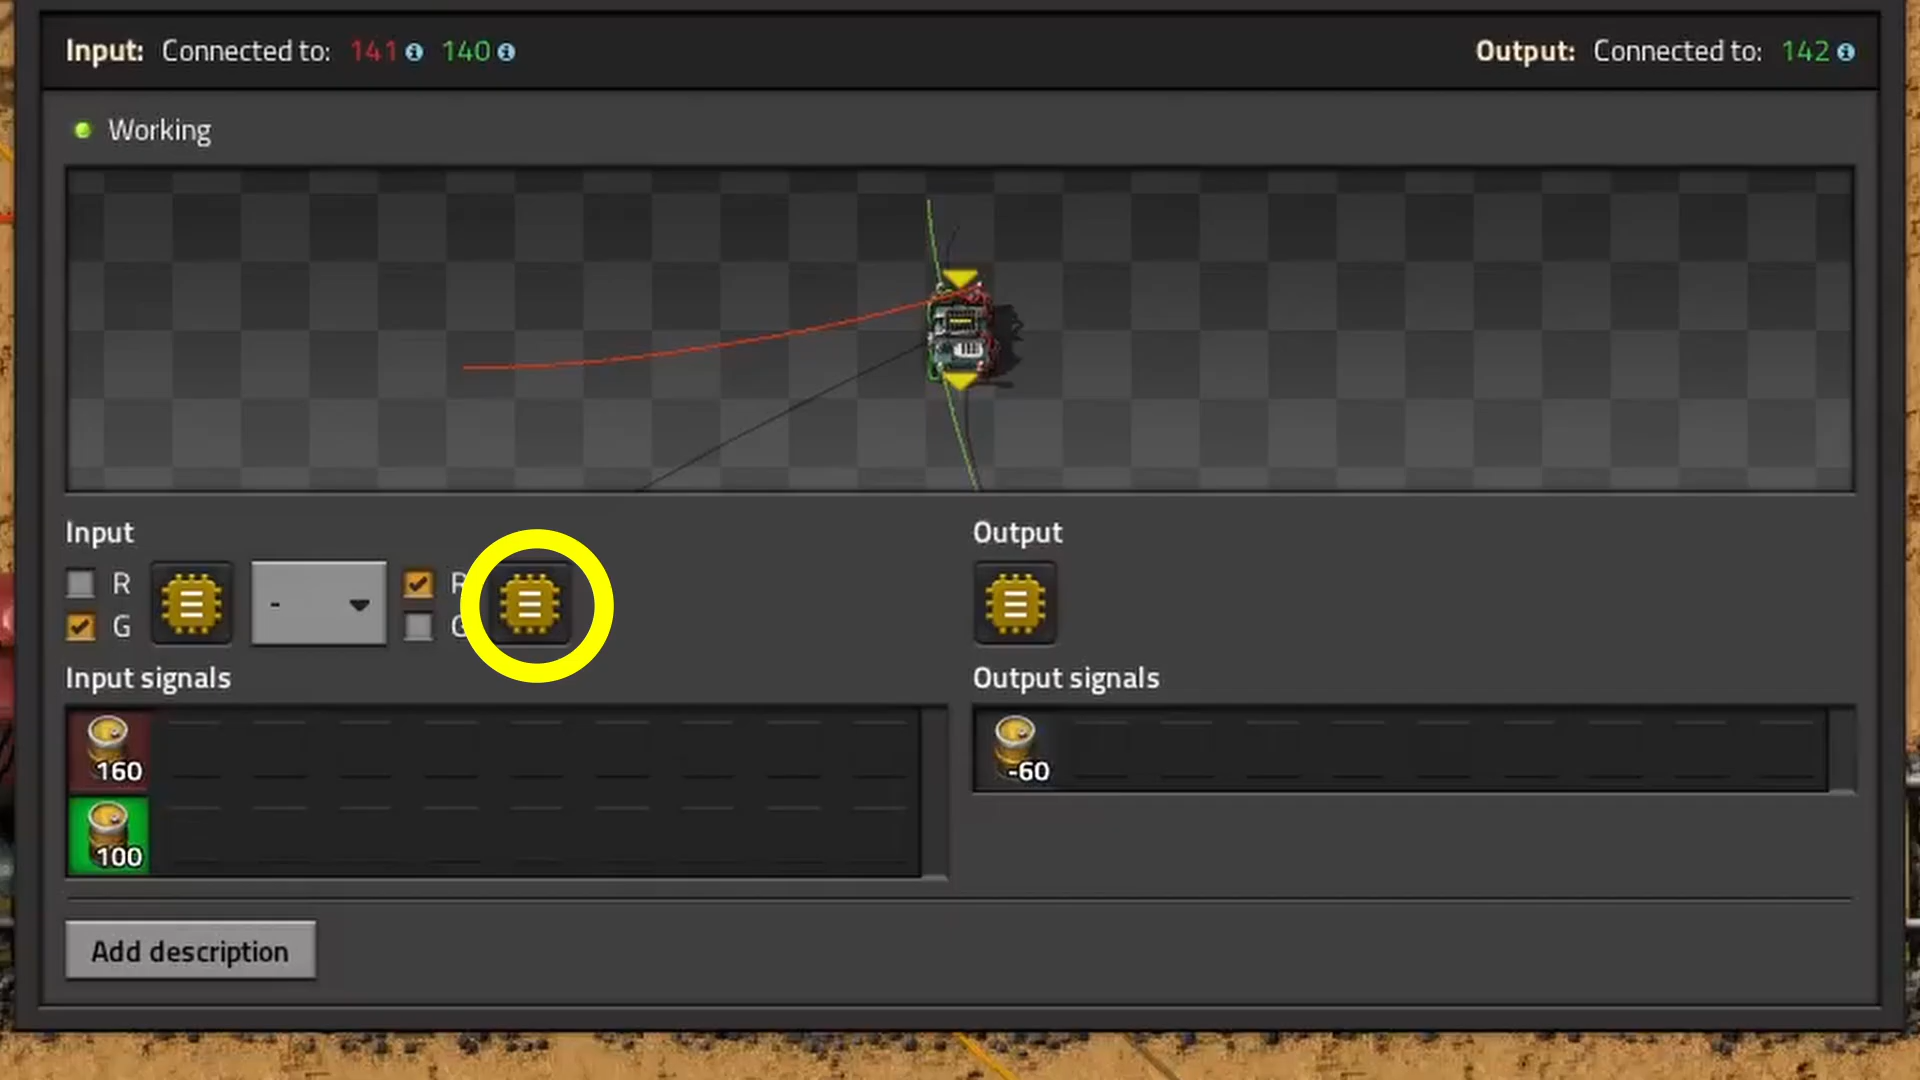 Input: Connected to: 141 140
Output: Connected to: 142
Working
Input
Output
R
G
-
R
G
Input signals
Output signals
160
100
-60
Add description